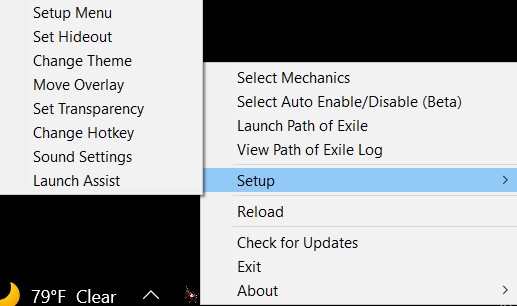 Setup Menu
Set Hideout
Change Theme
Move Overlay
Set Transparency
Change Hotkey
Sound Settings
Launch Assist
Select Mechanics
Select Auto Enable/Disable (Beta)
Launch Path of Exile
View Path of Exile Log
Setup
Reload
Check for Updates
Exit
About
79°F Clear